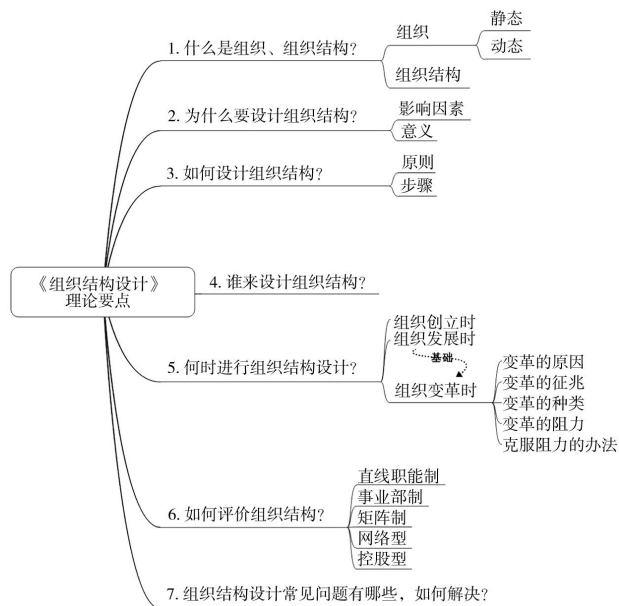 《组织结构设计》
理论要点
1. 什么是组织、组织结构？
组织
静态
动态
组织结构
2. 为什么要设计组织结构？
影响因素
意义
3. 如何设计组织结构？
原则
步骤
4. 谁来设计组织结构？
5. 何时进行组织结构设计？
组织创立时
组织发展时
基础
组织变革时
变革的原因
变革的征兆
变革的种类
变革的阻力
克服阻力的办法
6. 如何评价组织结构？
直线职能制
事业部制
矩阵制
网络型
控股型
7. 组织结构设计常见问题有哪些，如何解决？